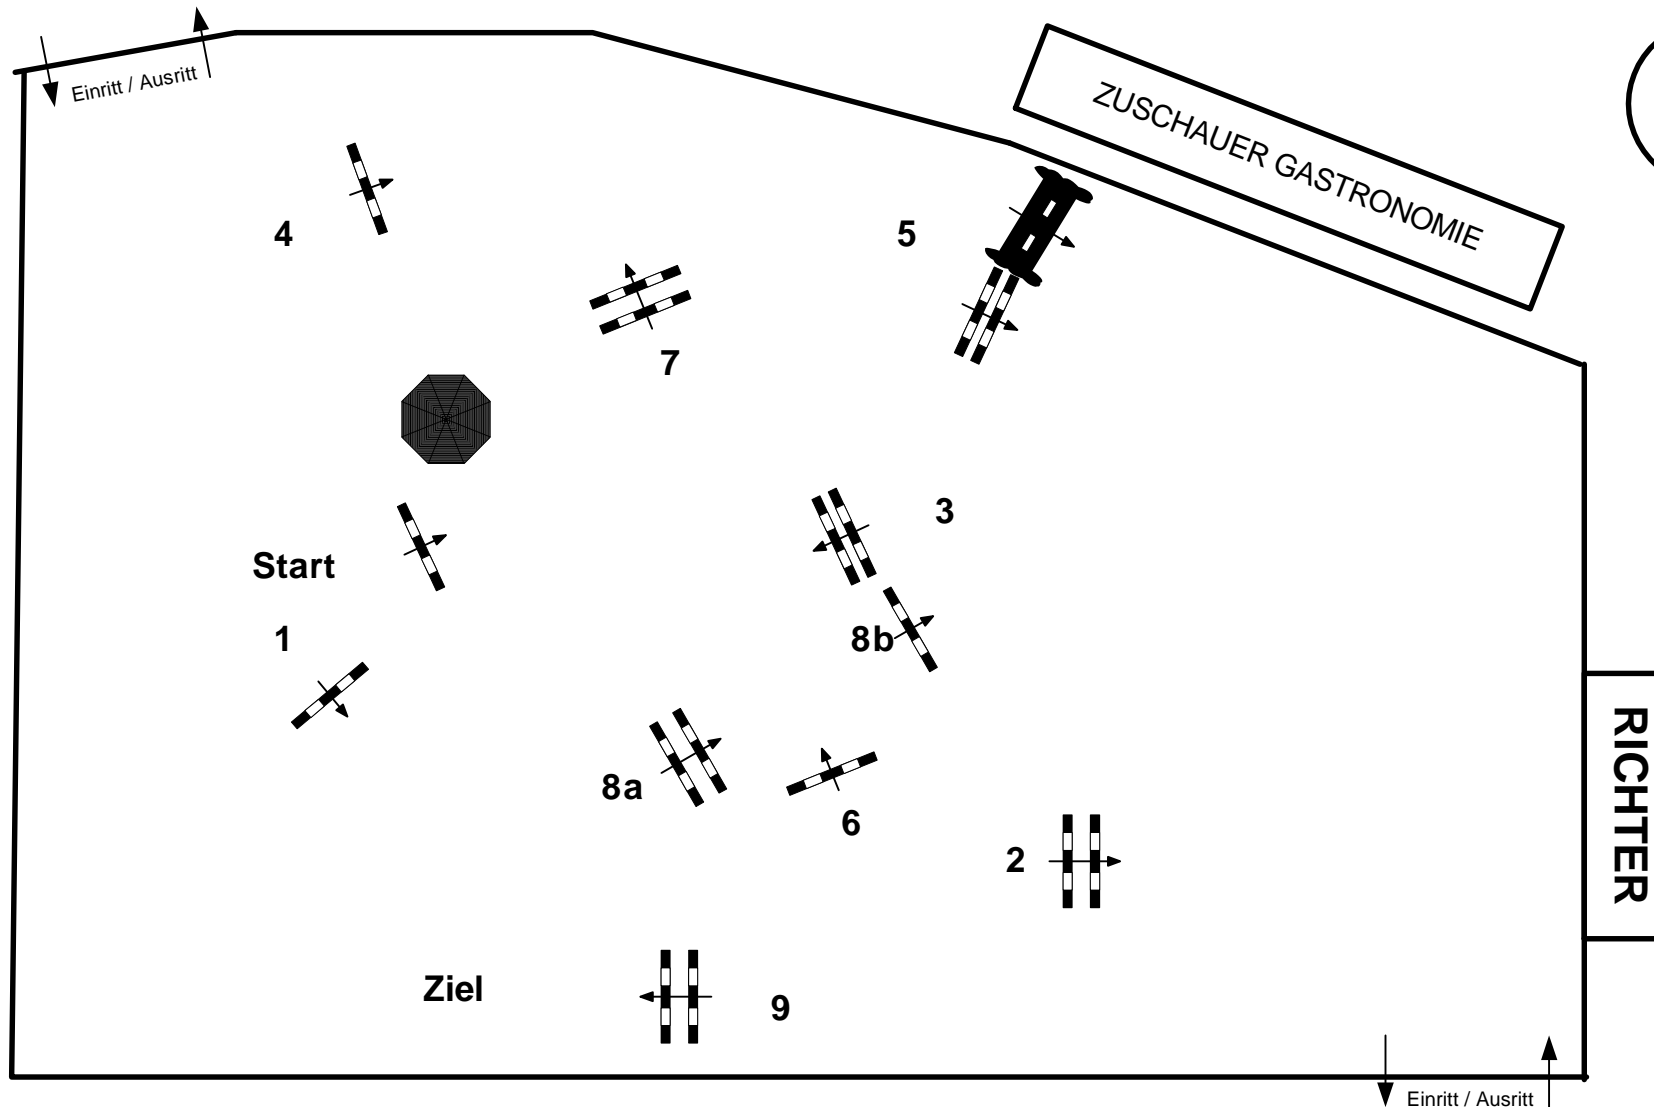 Einritt / Ausritt
ZUSCHAUER GASTRONOMIE
4
5
7
3
Start
1
8b
8a
6
2
RICHTER
Ziel
9
Einritt / Ausritt